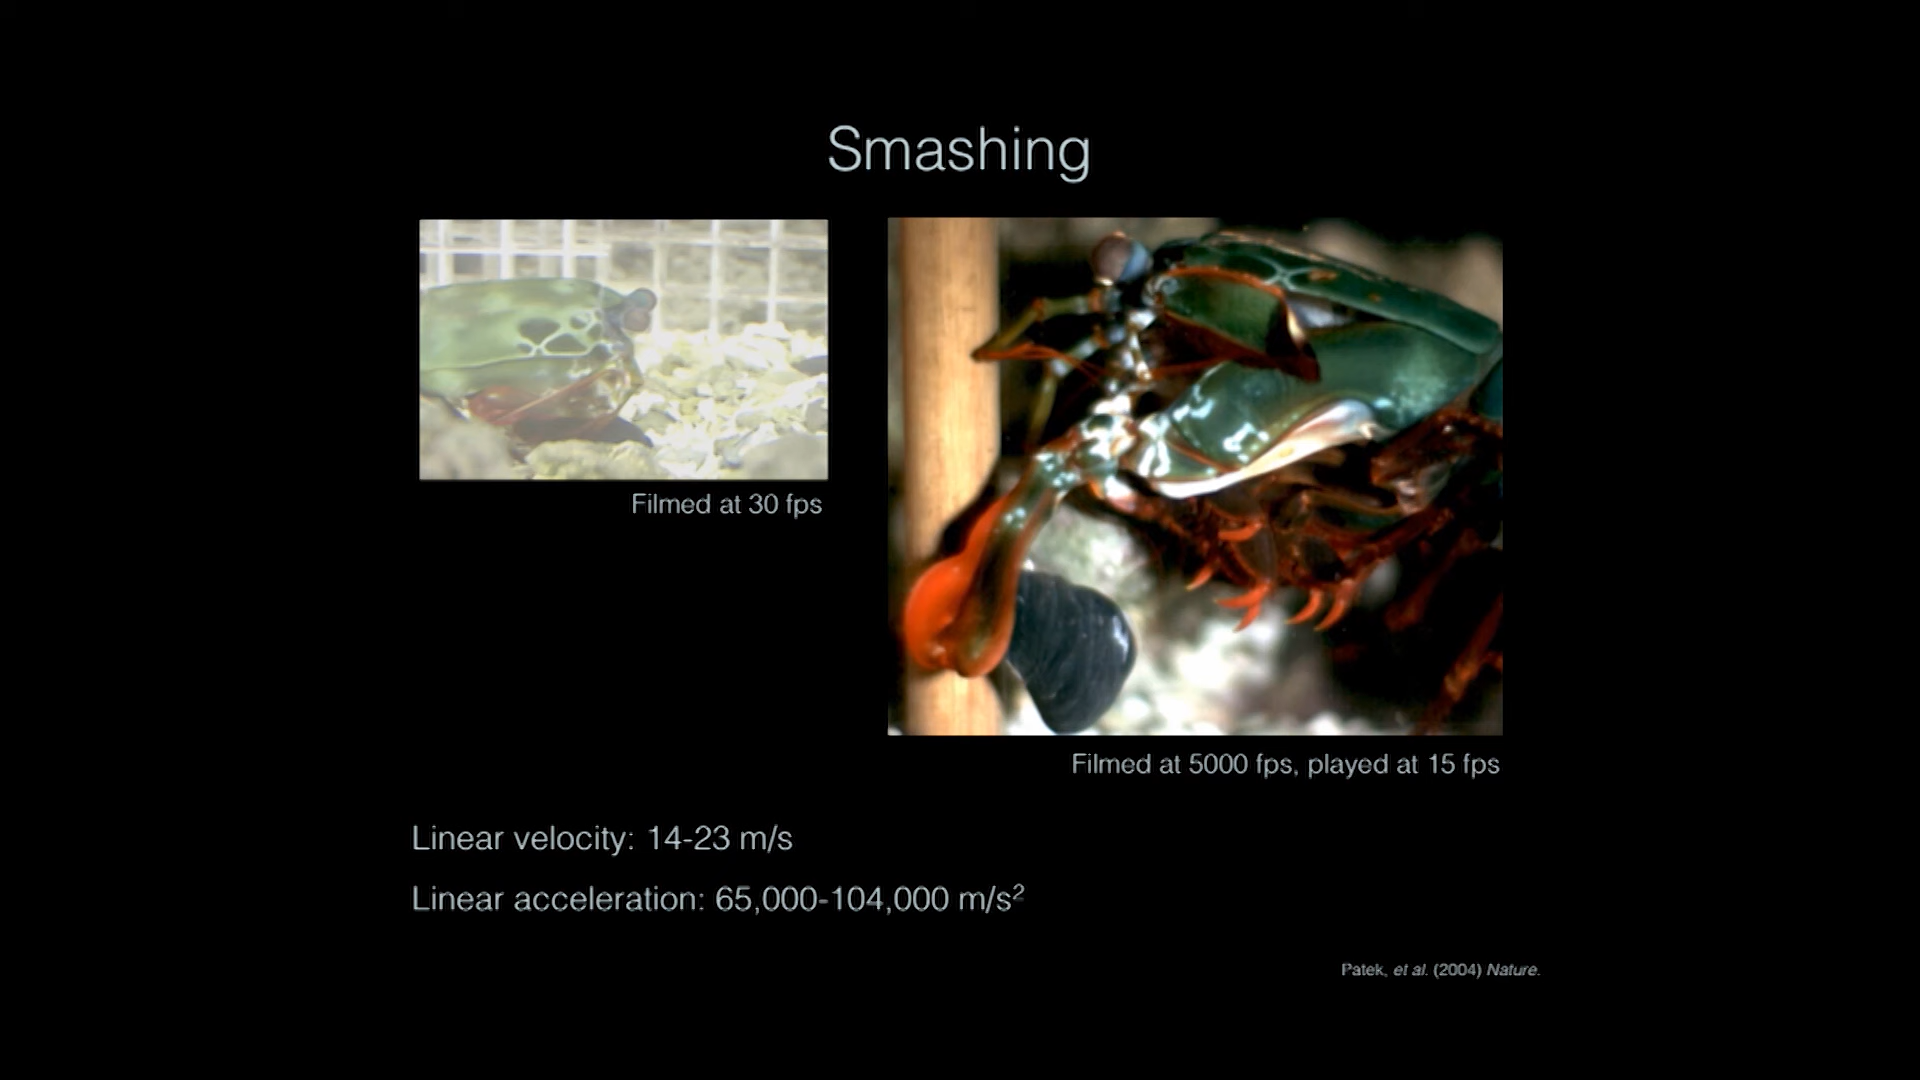 Smashing
Filmed at 30 fps
Filmed at 5000 fps, played at 15 fps
Linear velocity: 14-23 m/s
Linear acceleration: 65,000-104,000 m/s²
Patek, et al. (2004) Nature.